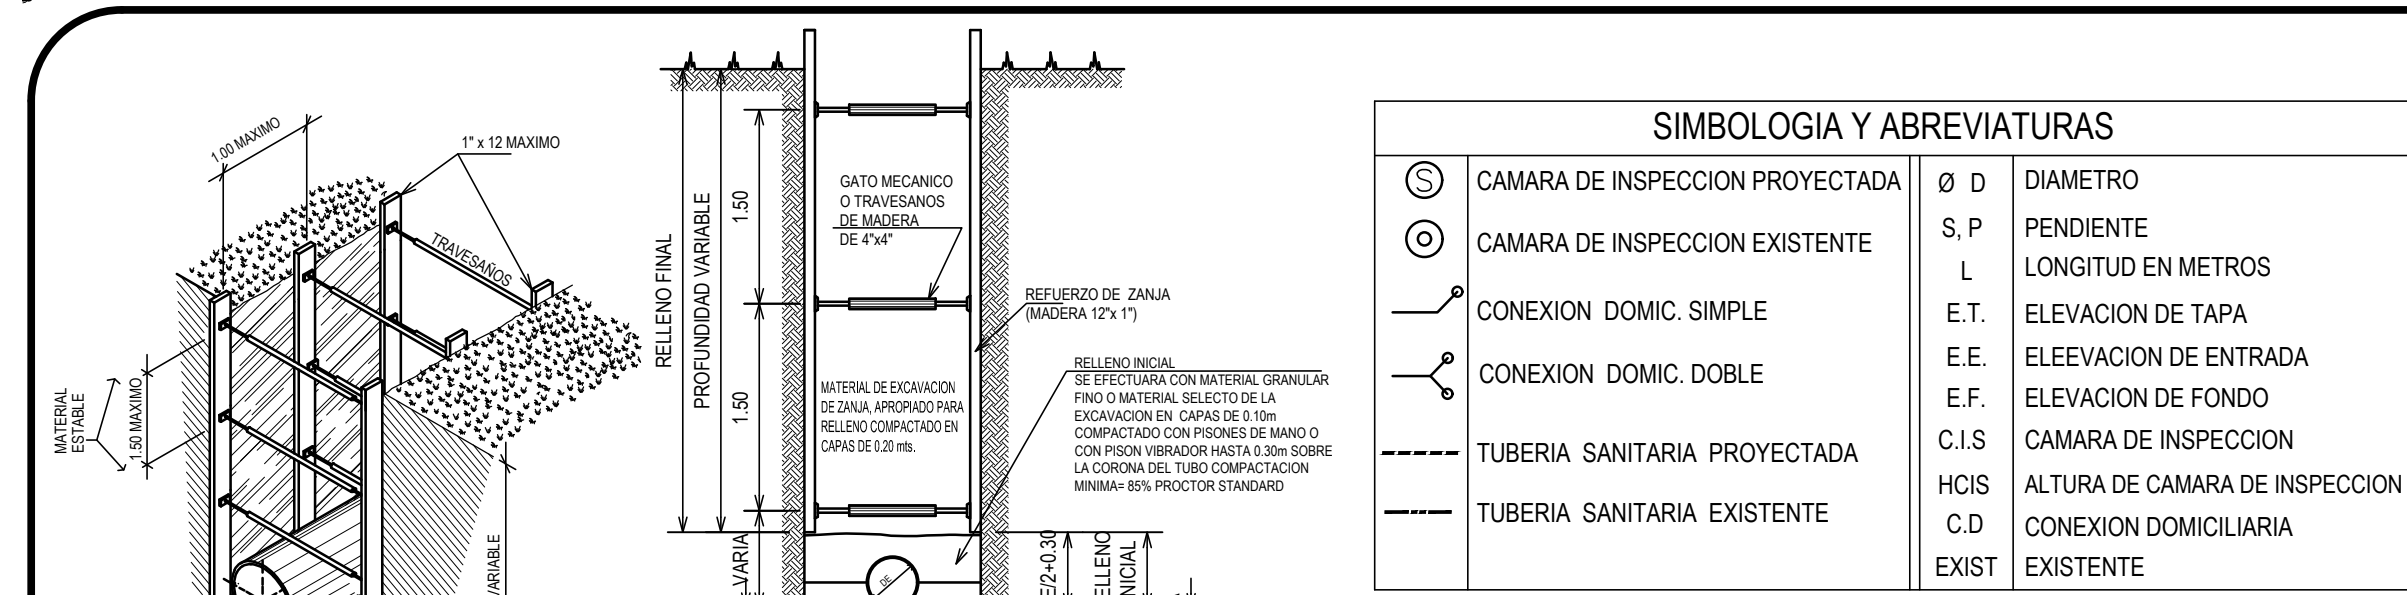 1.00 MAXIMO
1" x 12 MAXIMO
TRAVESAÑOS
MATERIAL
ESTABLE
1.50 MAXIMO
RELLENO FINAL
PROFUNDIDAD VARIABLE
1.50
1.50
VARIA
GATO MECANICO
O TRAVESANOS
DE MADERA
DE 4"x4"
MATERIAL DE EXCAVACION
DE ZANJA, APROPIADO PARA
RELLENO COMPACTADO EN
CAPAS DE 0.20 mts.
DE
REFUERZO DE ZANJA
(MADERA 12"x 1")
RELLENO INICIAL
SE EFECTUARA CON MATERIAL GRANULAR
FINO O MATERIAL SELECTO DE LA
EXCAVACION EN CAPAS DE 0.10m
COMPACTADO CON PISONES DE MANO O
CON PISON VIBRADOR HASTA 0.30m SOBRE
LA CORONA DEL TUBO COMPACTACION
MINIMA= 85% PROCTOR STANDARD
E/2+0.30
SIMBOLOGIA Y ABREVIATURAS
S CAMARA DE INSPECCION PROYECTADA Ø D DIAMETRO
S, P PENDIENTE
CAMARA DE INSPECCION EXISTENTE
L LONGITUD EN METROS
CONEXION DOMIC. SIMPLE E.T. ELEVACION DE TAPA
E.E. ELEEVACION DE ENTRADA
CONEXION DOMIC. DOBLE
E.F. ELEVACION DE FONDO
C.I.S CAMARA DE INSPECCION
TUBERIA SANITARIA PROYECTADA
HCIS ALTURA DE CAMARA DE INSPECCION
TUBERIA SANITARIA EXISTENTE
C.D CONEXION DOMICILIARIA
EXIST EXISTENTE